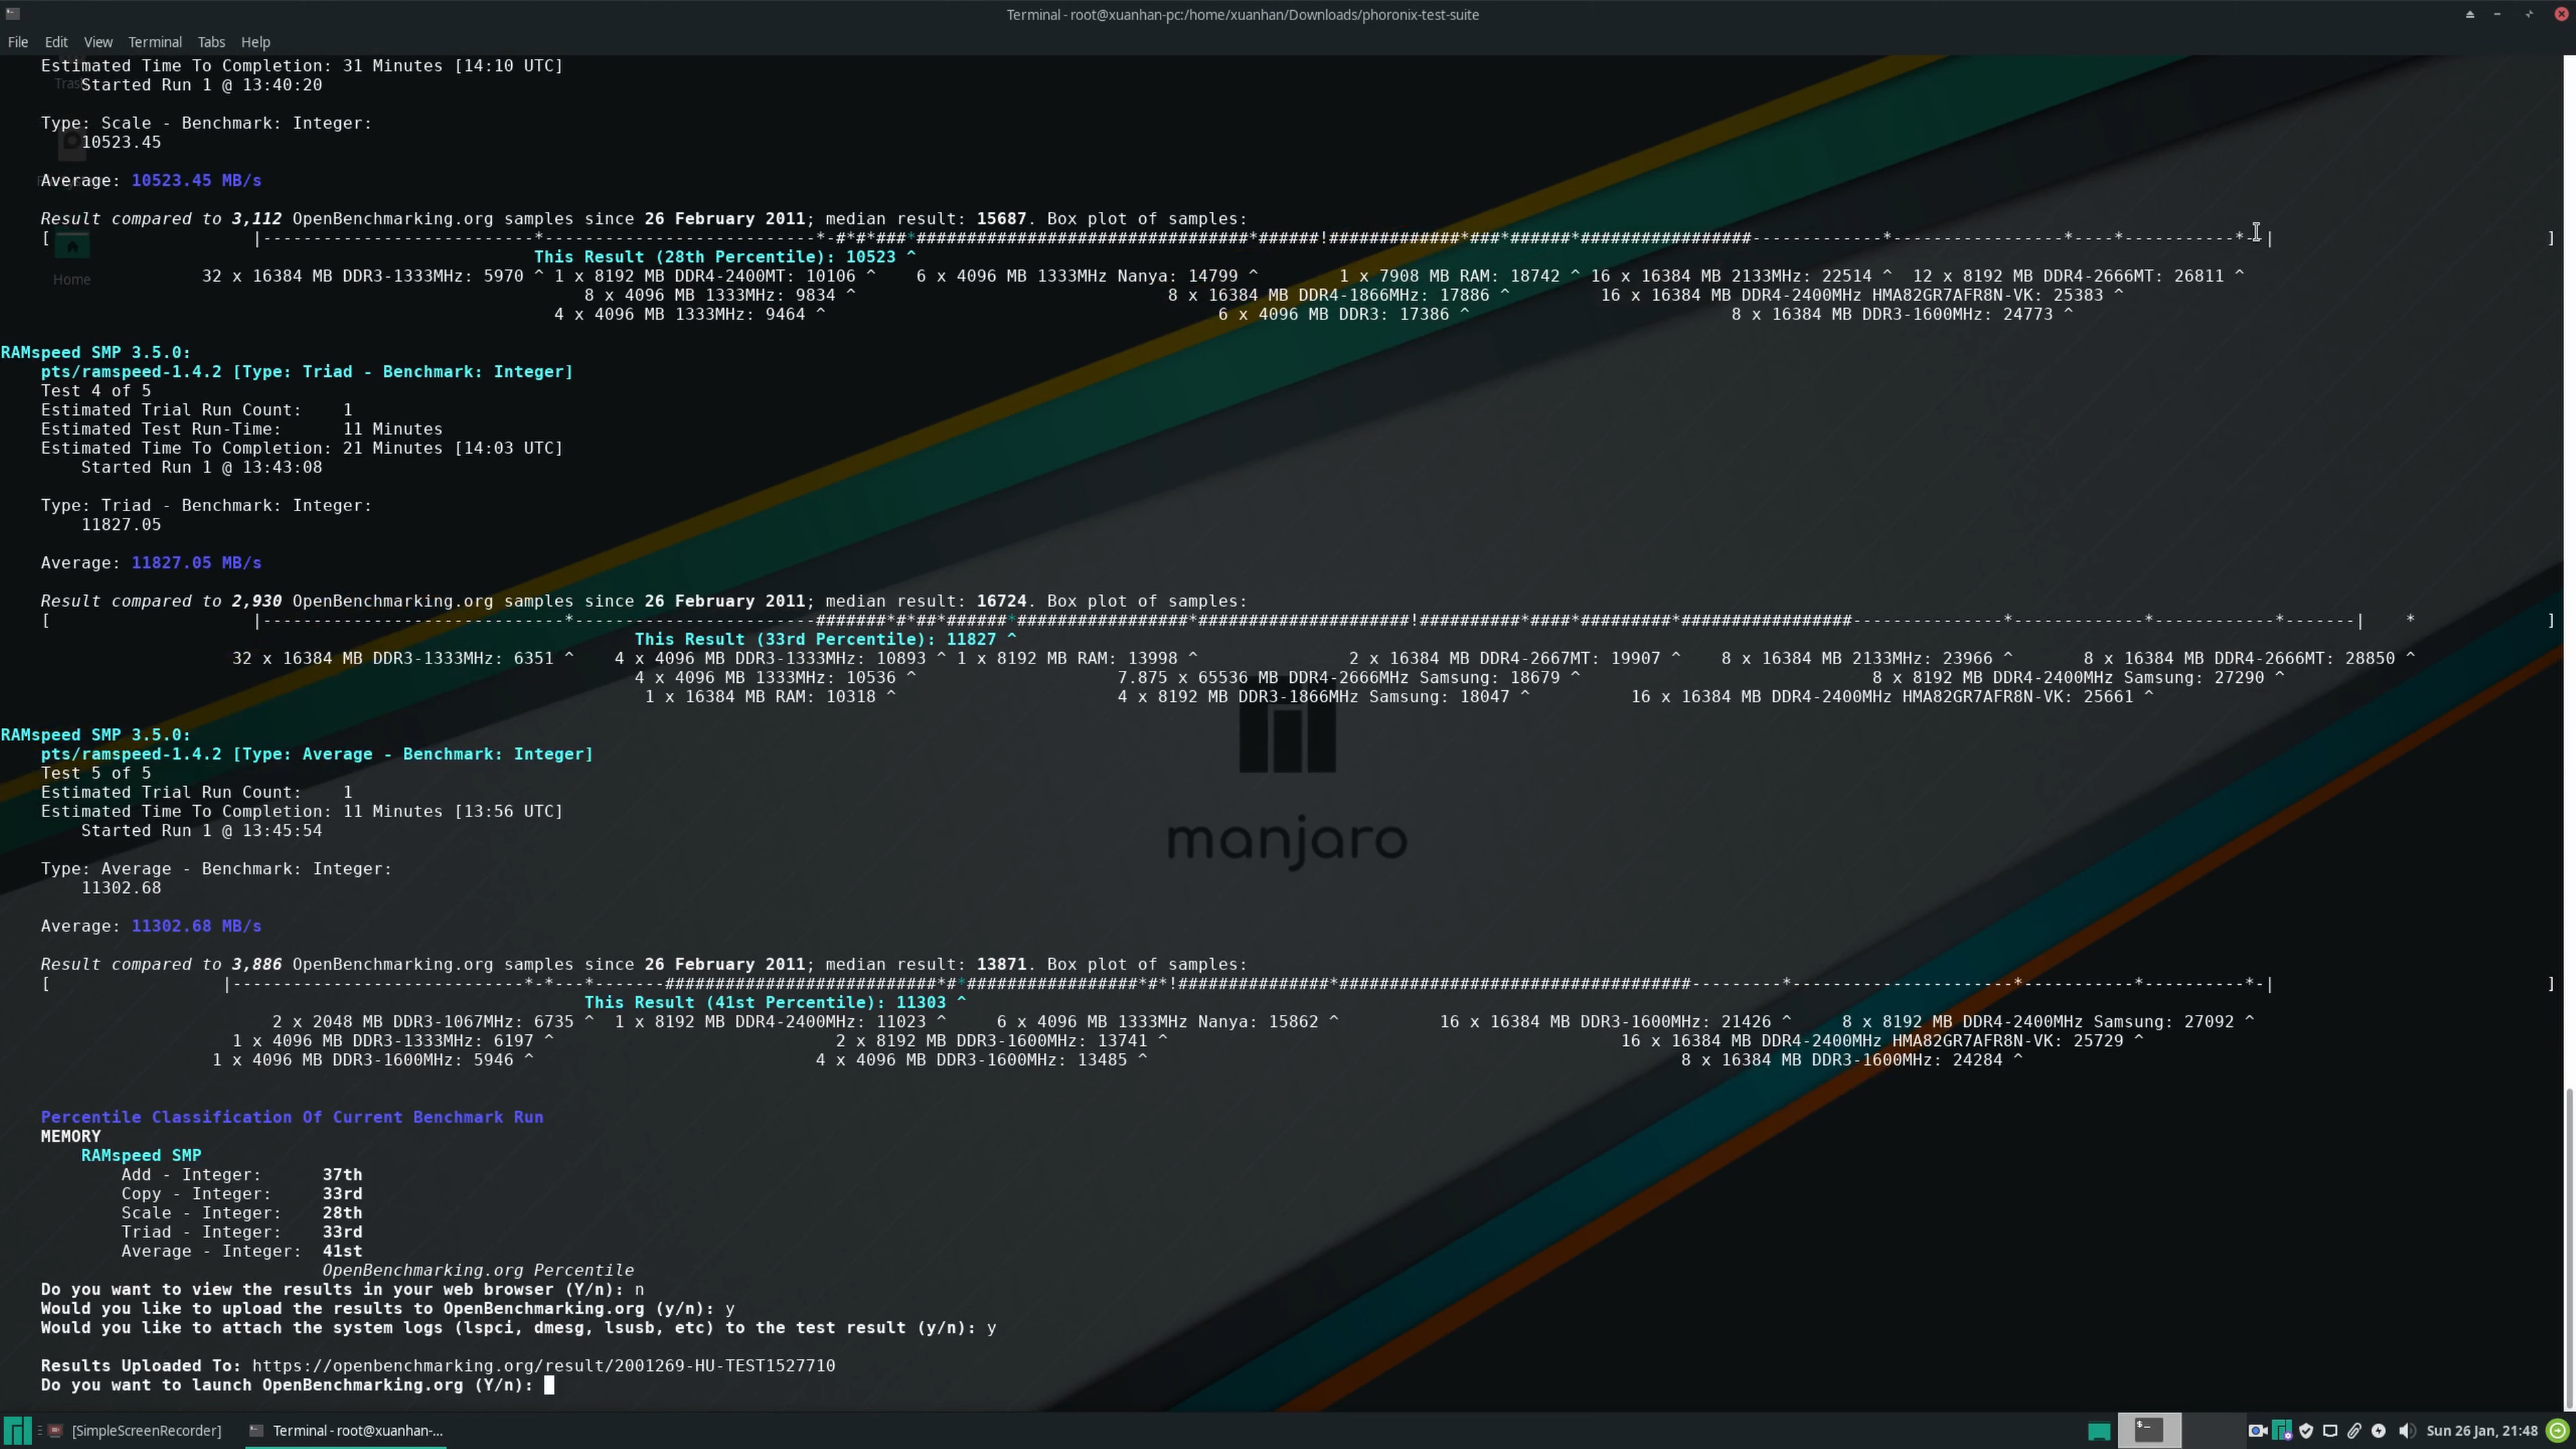 Terminal - root@xuanhan-pc:/home/xuanhan/Downloads/phoronix-test-suite
File Edit View Terminal Tabs Help
Estimated Time To Completion: 31 Minutes [14:10 UTC]
Trash
Started Run 1 @ 13:40:20
Type: Scale - Benchmark: Integer:
10523.45
Average: 10523.45 MB/s
Result compared to 3,112 OpenBenchmarking.org samples since 26 February 2011; median result: 15687. Box plot of samples:
This Result (28th Percentile): 10523 ^
32 x 16384 MB DDR3-1333MHz: 5970 ^ 1 x 8192 MB DDR4-2400MT: 10106 ^ 6 x 4096 MB 1333MHz Nanya: 14799 ^ 1 x 7908 MB RAM: 18742 ^ 16 x 16384 MB 2133MHz: 22514 ^ 12 x 8192 MB DDR4-2666MT: 26811 ^
Home
8 x 4096 MB 1333MHz: 9834 ^ 8 x 16384 MB DDR4-1866MHz: 17886 ^ 16 x 16384 MB DDR4-2400MHz HMA82GR7AFR8N-VK: 25383 ^
4 x 4096 MB 1333MHz: 9464 ^ 6 x 4096 MB DDR3: 17386 ^ 8 x 16384 MB DDR3-1600MHz: 24773 ^
RAMspeed SMP 3.5.0:
pts/ramspeed-1.4.2 [Type: Triad - Benchmark: Integer]
Test 4 of 5
Estimated Trial Run Count: 1
Estimated Test Run-Time: 11 Minutes
Estimated Time To Completion: 21 Minutes [14:03 UTC]
Started Run 1 @ 13:43:08
Type: Triad - Benchmark: Integer:
11827.05
Average: 11827.05 MB/s
Result compared to 2,930 OpenBenchmarking.org samples since 26 February 2011; median result: 16724. Box plot of samples:
This Result (33rd Percentile): 11827 ^
32 x 16384 MB DDR3-1333MHz: 6351 ^ 4 x 4096 MB DDR3-1333MHz: 10893 ^ 1 x 8192 MB RAM: 13998 ^ 2 x 16384 MB DDR4-2667MT: 19907 ^ 8 x 16384 MB 2133MHz: 23966 ^ 8 x 16384 MB DDR4-2666MT: 28850 ^
4 x 4096 MB 1333MHz: 10536 ^ 7.875 x 65536 MB DDR4-2666MHz Samsung: 18679 ^ 8 x 8192 MB DDR4-2400MHz Samsung: 27290 ^
1 x 16384 MB RAM: 10318 ^ 4 x 8192 MB DDR3-1866MHz Samsung: 18047 ^ 16 x 16384 MB DDR4-2400MHz HMA82GR7AFR8N-VK: 25661 ^
RAMspeed SMP 3.5.0:
pts/ramspeed-1.4.2 [Type: Average - Benchmark: Integer]
Test 5 of 5
Estimated Trial Run Count: 1
Estimated Time To Completion: 11 Minutes [13:56 UTC]
Started Run 1 @ 13:45:54
manjaro
Type: Average - Benchmark: Integer:
11302.68
Average: 11302.68 MB/s
Result compared to 3,886 OpenBenchmarking.org samples since 26 February 2011; median result: 13871. Box plot of samples:
This Result (41st Percentile): 11303 ^
2 x 2048 MB DDR3-1067MHz: 6735 ^ 1 x 8192 MB DDR4-2400MHz: 11023 ^ 6 x 4096 MB 1333MHz Nanya: 15862 ^ 16 x 16384 MB DDR3-1600MHz: 21426 ^ 8 x 8192 MB DDR4-2400MHz Samsung: 27092 ^
1 x 4096 MB DDR3-1333MHz: 6197 ^ 2 x 8192 MB DDR3-1600MHz: 13741 ^ 16 x 16384 MB DDR4-2400MHz HMA82GR7AFR8N-VK: 25729 ^
1 x 4096 MB DDR3-1600MHz: 5946 ^ 4 x 4096 MB DDR3-1600MHz: 13485 ^ 8 x 16384 MB DDR3-1600MHz: 24284 ^
Percentile Classification Of Current Benchmark Run
MEMORY
RAMspeed SMP
Add - Integer: 37th
Copy - Integer: 33rd
Scale - Integer: 28th
Triad - Integer: 33rd
Average - Integer: 41st
OpenBenchmarking.org Percentile
Do you want to view the results in your web browser (Y/n): n
Would you like to upload the results to OpenBenchmarking.org (y/n): y
Would you like to attach the system logs (lspci, dmesg, lsusb, etc) to the test result (y/n): y
Results Uploaded To: https://openbenchmarking.org/result/2001269-HU-TEST1527710
Do you want to launch OpenBenchmarking.org (Y/n):
[SimpleScreenRecorder] Terminal - root@xuanhan-... Sun 26 Jan, 21:48